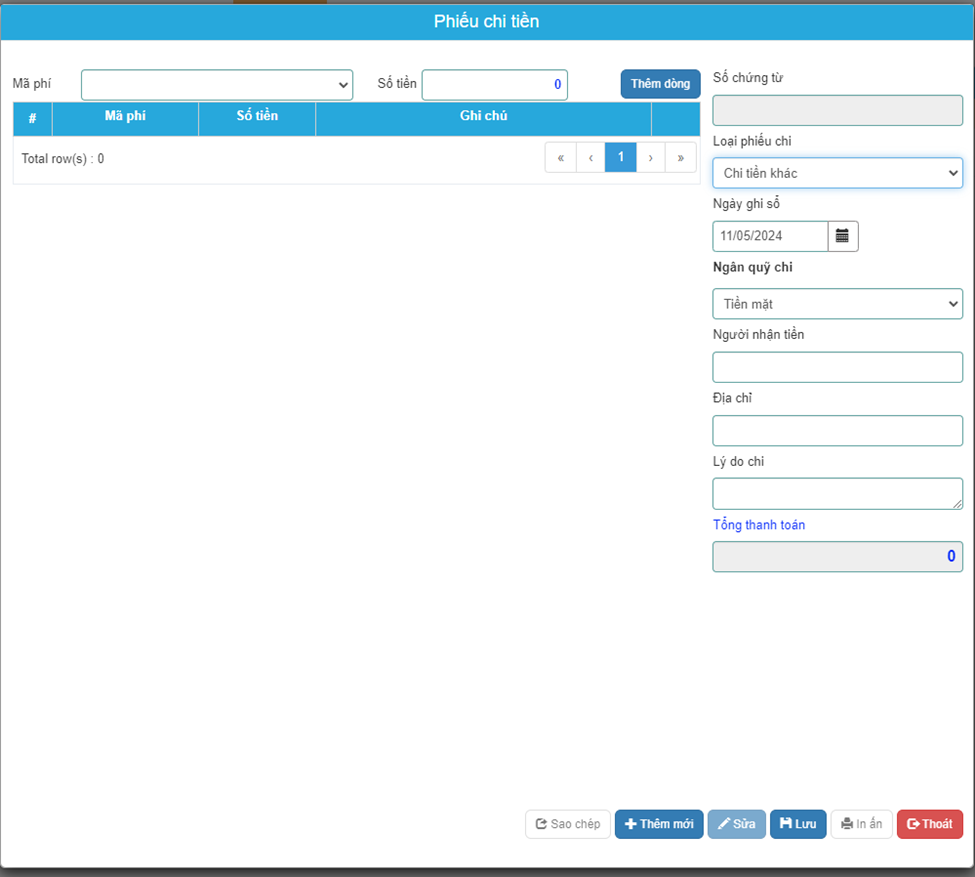 Phiếu chi tiền
Mã phí
Số tiền
0
Thêm dòng
# Mã phí Số tiền Ghi chú
Total row(s) : 0
« ‹ 1 › »
Số chứng từ
Loại phiếu chi
Chi tiền khác
Ngày ghi sổ
11/05/2024
Ngân quỹ chi
Tiền mặt
Người nhận tiền
Địa chỉ
Lý do chi
Tổng thanh toán
0
Sao chép
Thêm mới
Sửa
Lưu
In ấn
Thoát